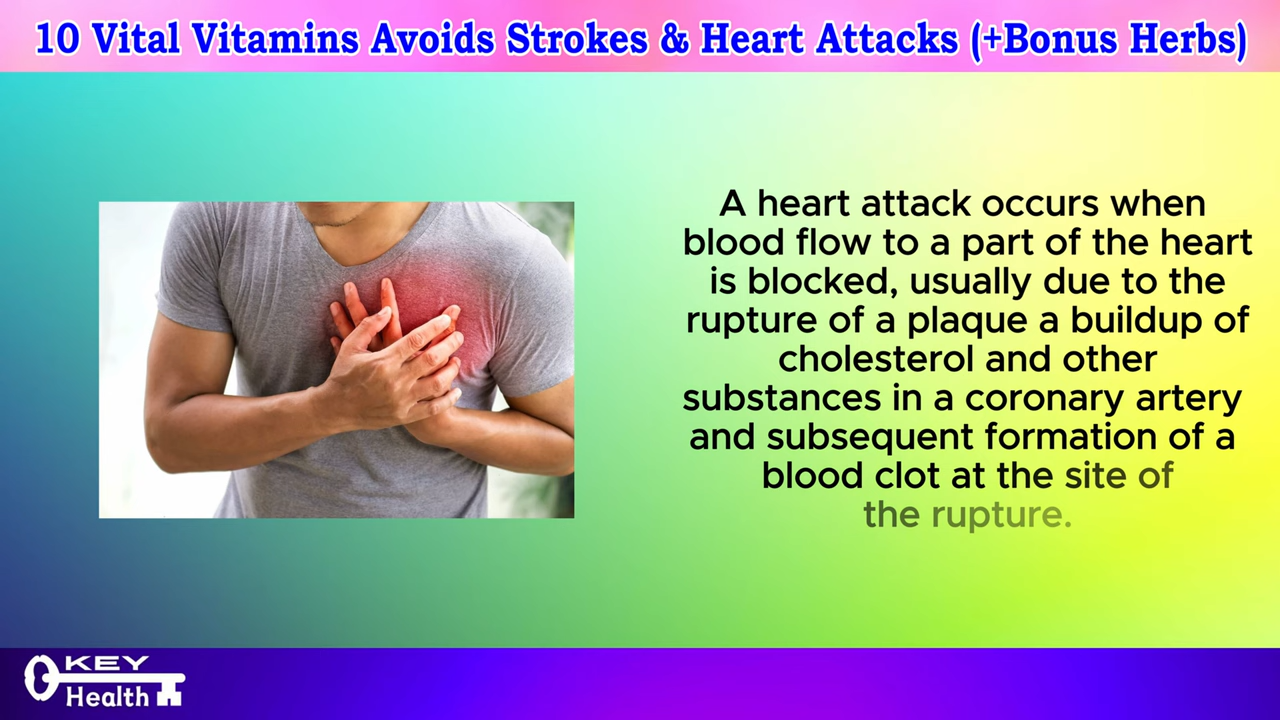 10 Vital Vitamins Avoids Strokes & Heart Attacks (+Bonus Herbs)
A heart attack occurs when
blood flow to a part of the heart
is blocked, usually due to the
rupture of a plaque a buildup of
cholesterol and other
substances in a coronary artery
and subsequent formation of a
blood clot at the site of
the rupture.
KEY
Health